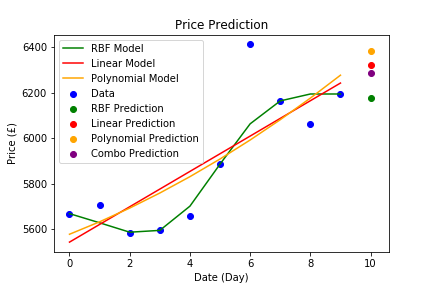 Price Prediction
6400
6200
6000
5800
5600
Price (£)
RBF Model
Linear Model
Polynomial Model
Data
RBF Prediction
Linear Prediction
Polynomial Prediction
Combo Prediction
0 2 4 6 8 10
Date (Day)